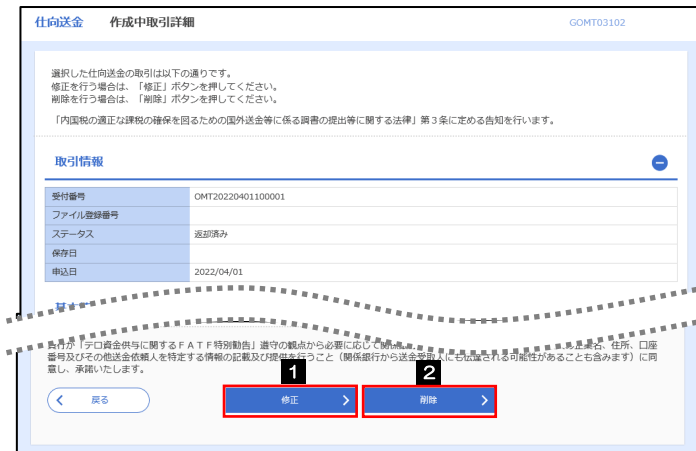 仕向送金 作成中取引詳細 GOMT03102
選択した仕向送金の取引は以下の通りです。
修正を行う場合は、「修正」ボタンを押してください。
削除を行う場合は、「削除」ボタンを押してください。
「内国税の適正な課税の確保を図るための国外送金等に係る調書の提出等に関する法律」第3条に定める告知を行います。
取引情報
受付番号 OMT20220401100001
ファイル登録番号
ステータス 返却済み
保存日
申込日 2022/04/01
貴行が「テロ資金供与に関するFATF特別勧告」遵守の観点から必要に応じて関係 、住所、口座
番号及びその他送金依頼人を特定する情報の記載及び提供を行うこと(関係銀行から送金受取人にも伝達される可能性があることも含みます)に同
意し、承諾いたします。
1 2
戻る 修正 削除